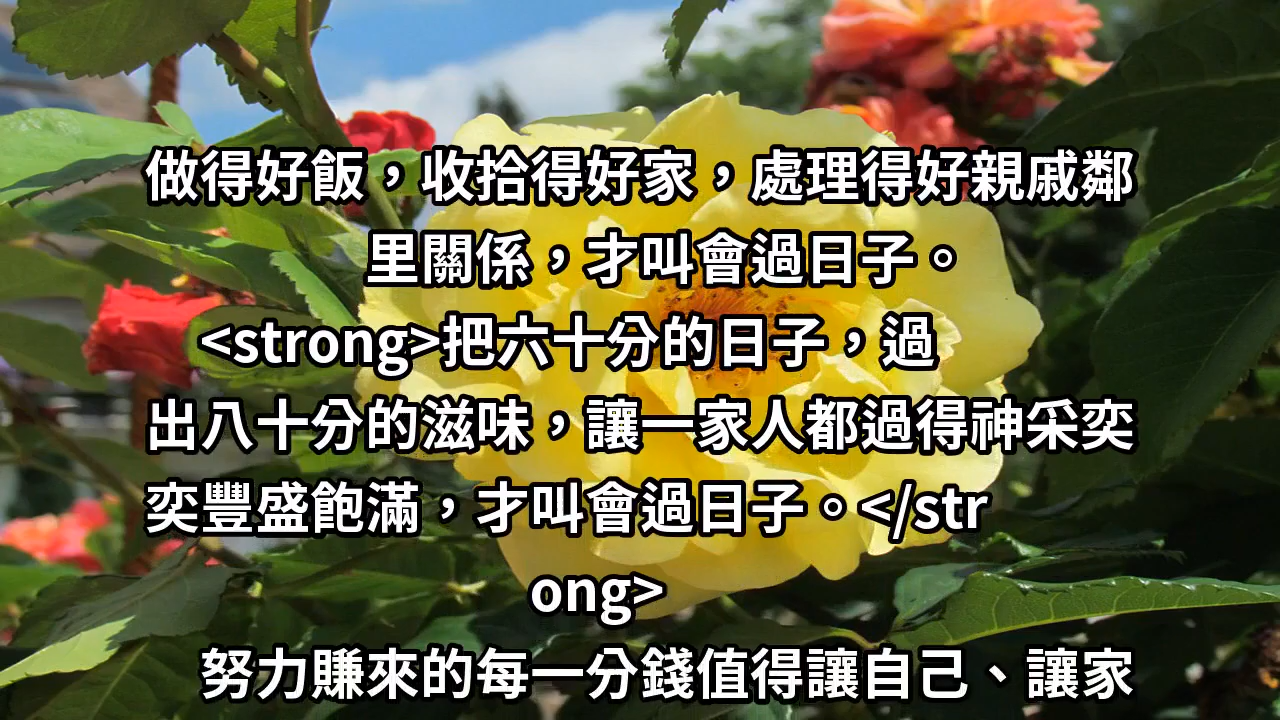 做得好飯，收拾得好家，處理得好親戚鄰
里關係，才叫會過日子。
<strong>把六十分的日子，過
出八十分的滋味，讓一家人都過得神采奕
奕豐盛飽滿，才叫會過日子。</str
ong>
努力賺來的每一分錢值得讓自己、讓家